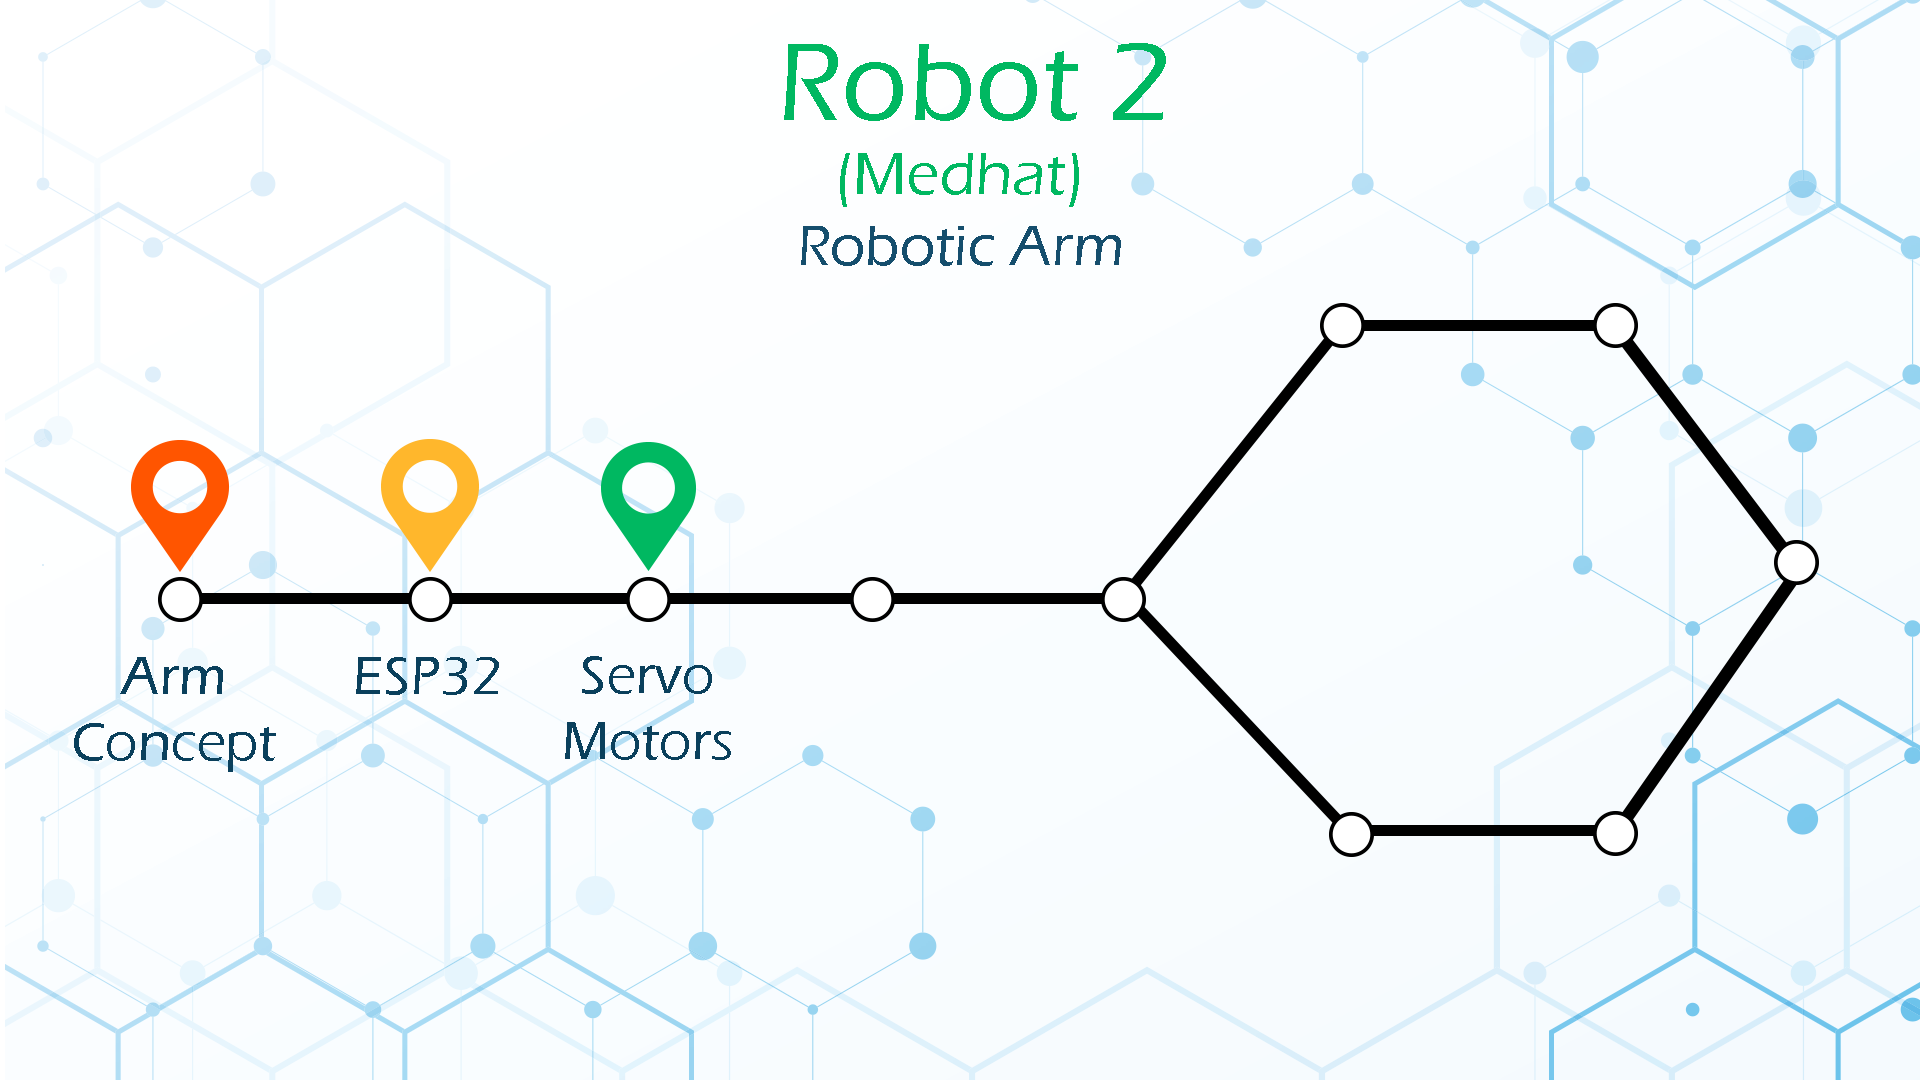 Robot 2
(Medhat)
Robotic Arm
Arm
Concept
ESP32
Servo
Motors